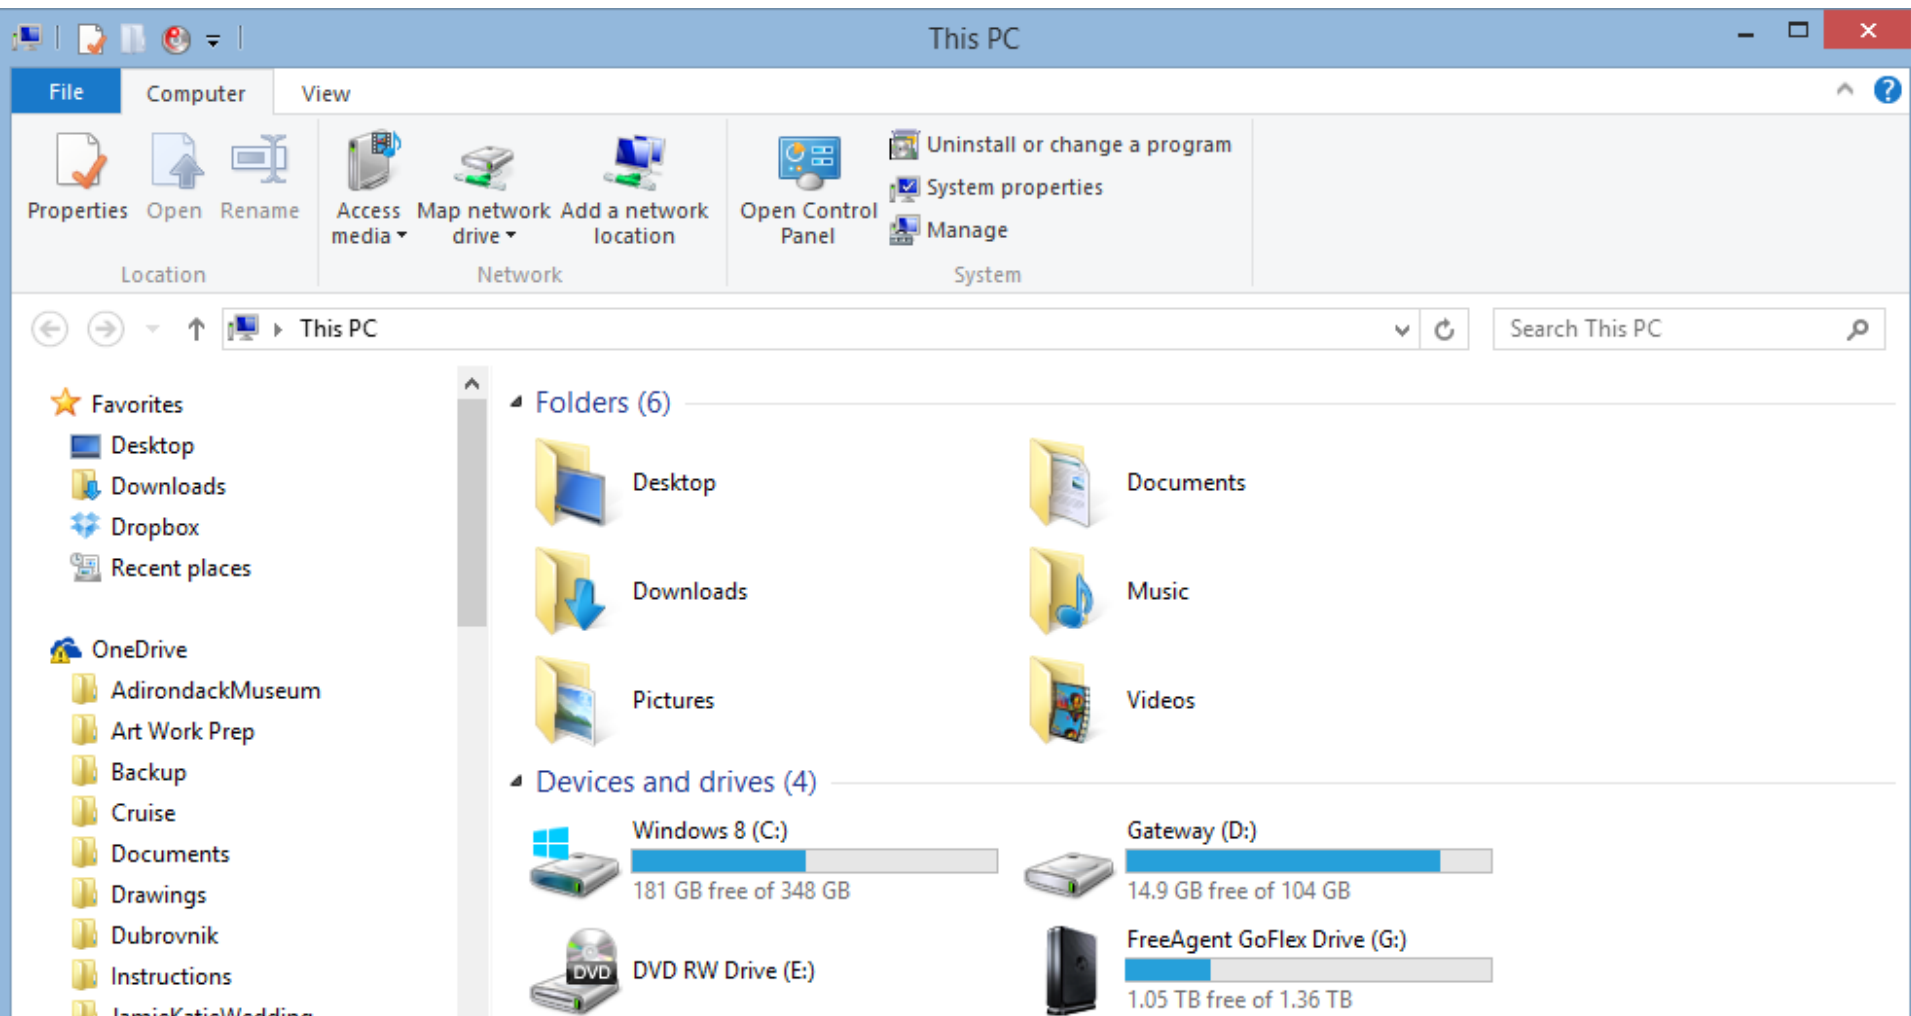 This PC
File Computer View
Properties Open Rename Access media Map network drive Add a network location Open Control Panel Uninstall or change a program
System properties
Manage
Location Network System
This PC Search This PC
Favorites
Desktop
Downloads
Dropbox
Recent places
OneDrive
AdirondackMuseum
Art Work Prep
Backup
Cruise
Documents
Drawings
Dubrovnik
Instructions
JamieKatieWedding
Folders (6)
Desktop Documents
Downloads Music
Pictures Videos
Devices and drives (4)
Windows 8 (C:) Gateway (D:)
181 GB free of 348 GB 14.9 GB free of 104 GB
DVD
DVD RW Drive (E:) FreeAgent GoFlex Drive (G:)
1.05 TB free of 1.36 TB